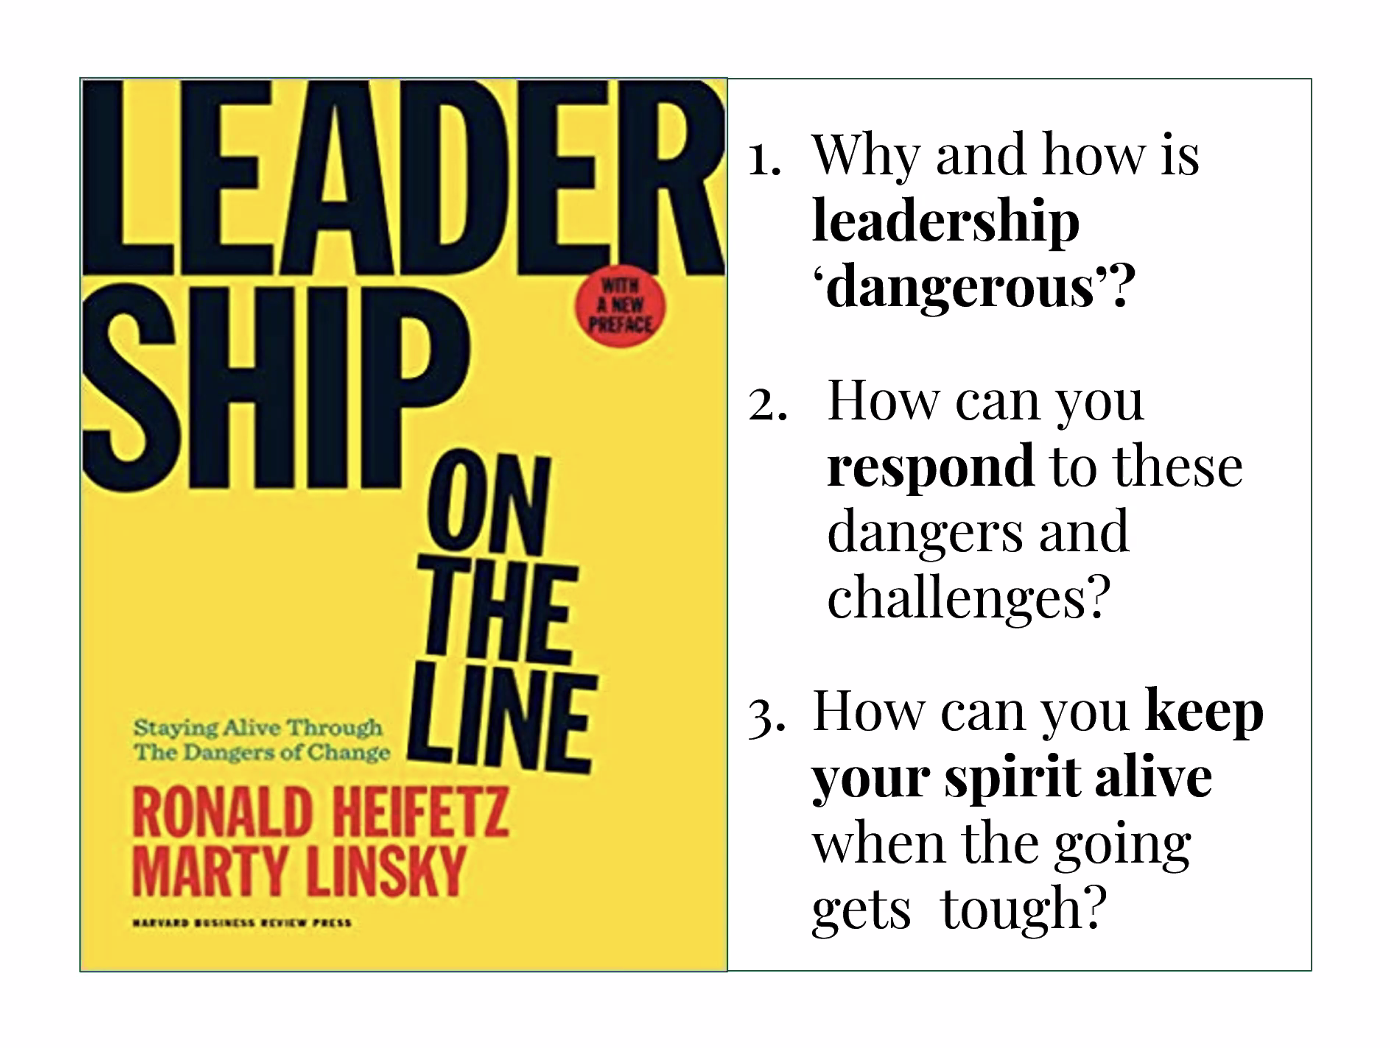 LEADER
SHIP
WITH
A NEW
PREFACE
ON
THE
LINE
Staying Alive Through
The Dangers of Change
RONALD HEIFETZ
MARTY LINSKY
HARVARD BUSINESS REVIEW PRESS
1. Why and how is
leadership
‘dangerous’?
2. How can you
respond to these
dangers and
challenges?
3. How can you keep
your spirit alive
when the going
gets  tough?